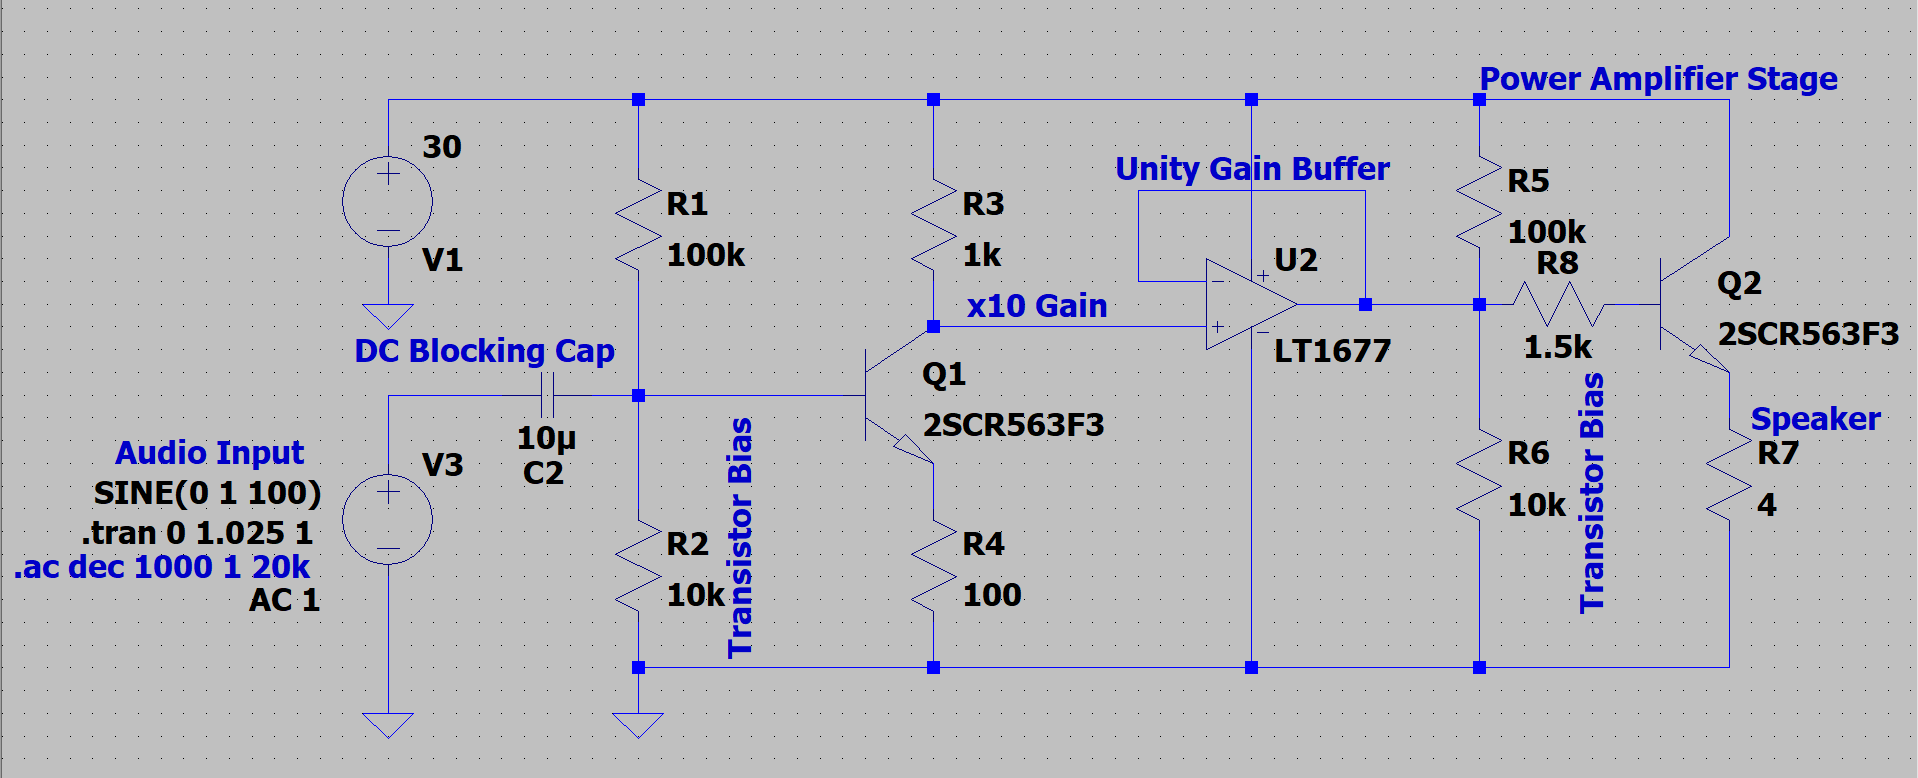 Power Amplifier Stage
30
V1
R1
100k
R3
1k
Unity Gain Buffer
U2
LT1677
R5
100k
R8
1.5k
Q2
2SCR563F3
x10 Gain
DC Blocking Cap
10µ
C2
Q1
2SCR563F3
Audio Input
SINE(0 1 100)
.tran 0 1.025 1
.ac dec 1000 1 20k
AC 1
V3
R2
10k
Transistor Bias
R4
100
R6
10k
Transistor Bias
Speaker
R7
4